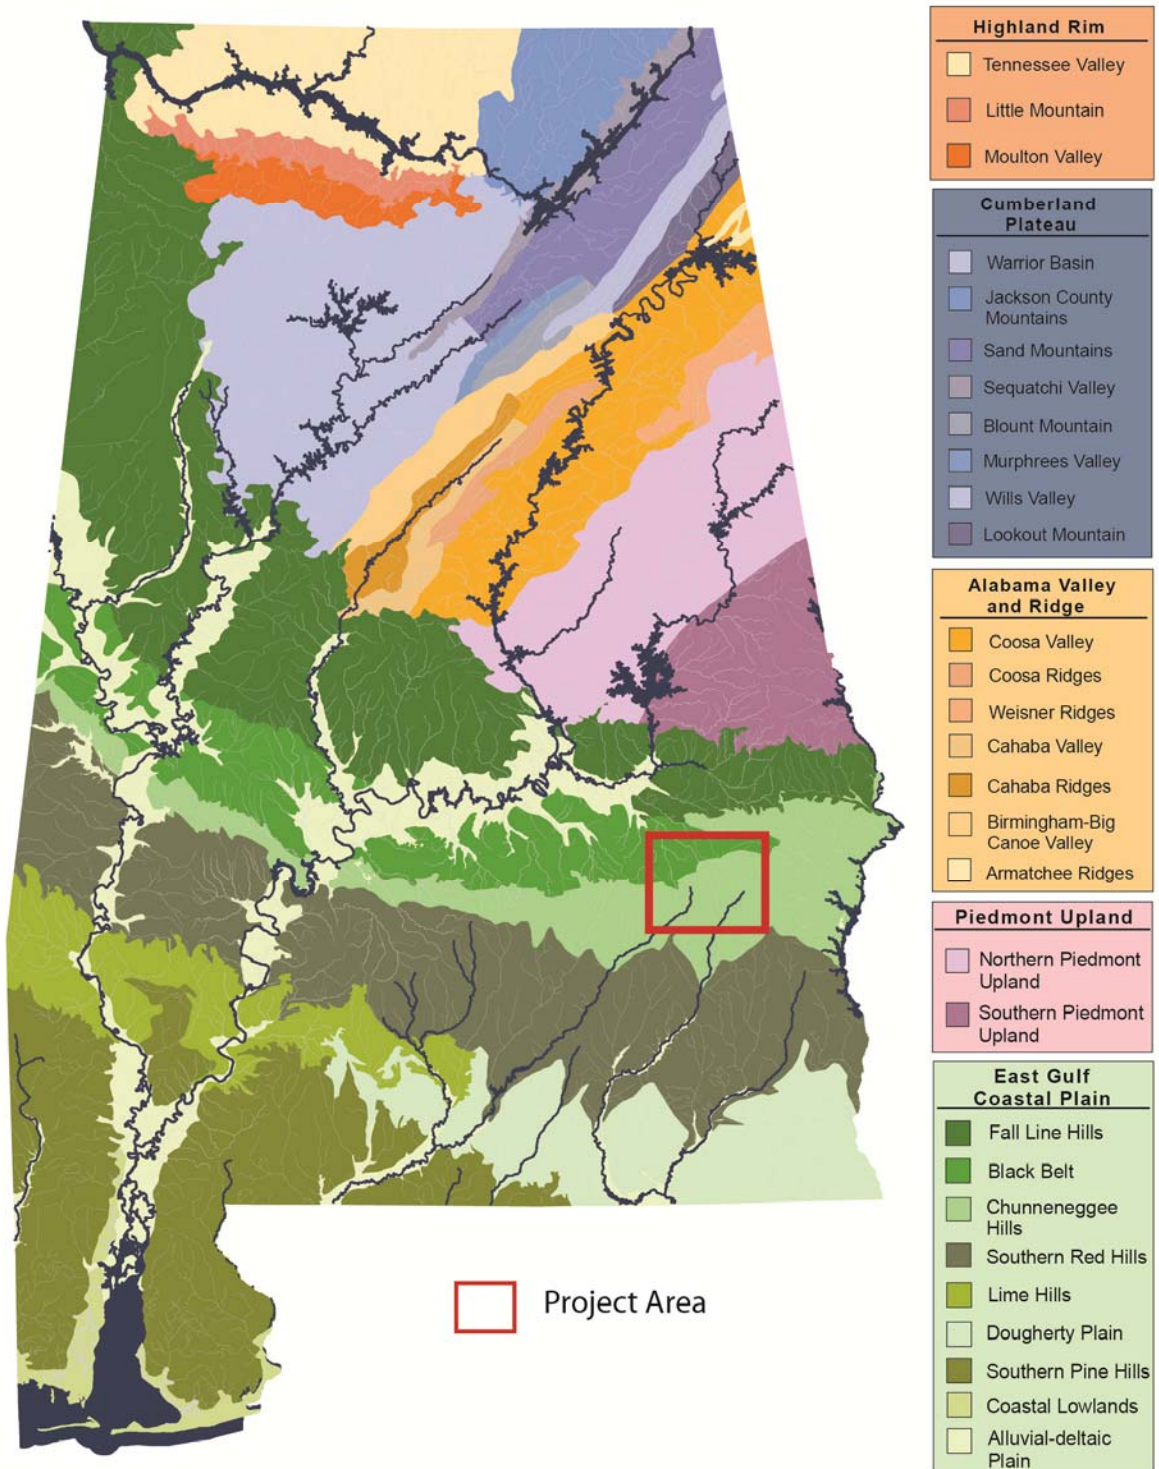 Highland Rim
Tennessee Valley
Little Mountain
Moulton Valley
Cumberland
Plateau
Warrior Basin
Jackson County
Mountains
Sand Mountains
Sequatchi Valley
Blount Mountain
Murphrees Valley
Wills Valley
Lookout Mountain
Alabama Valley
and Ridge
Coosa Valley
Coosa Ridges
Weisner Ridges
Cahaba Valley
Cahaba Ridges
Birmingham-Big
Canoe Valley
Armatchee Ridges
Piedmont Upland
Northern Piedmont
Upland
Southern Piedmont
Upland
East Gulf
Coastal Plain
Fall Line Hills
Black Belt
Chunneneggee
Hills
Southern Red Hills
Lime Hills
Dougherty Plain
Southern Pine Hills
Coastal Lowlands
Alluvial-deltaic
Plain
Project Area